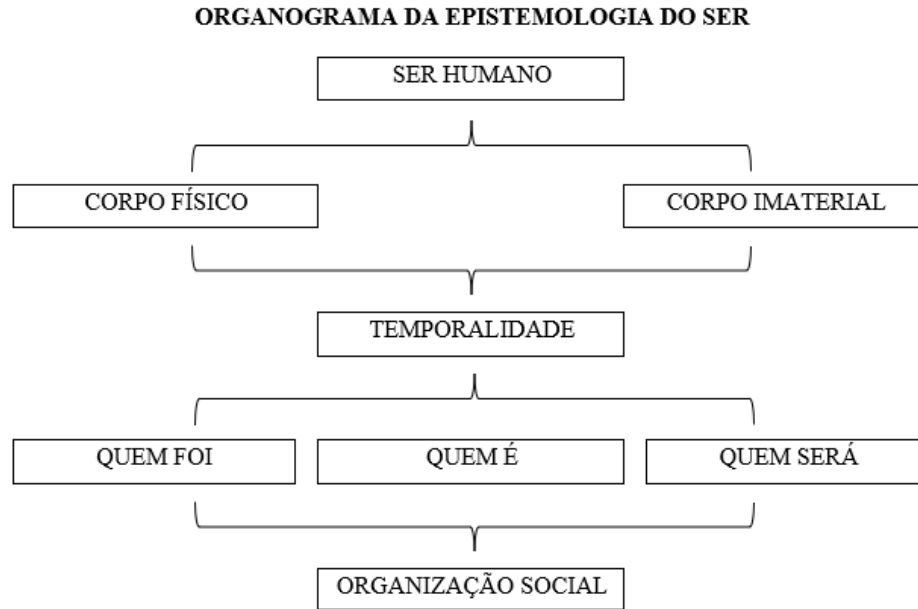 ORGANOGRAMA DA EPISTEMOLOGIA DO SER
SER HUMANO
CORPO FÍSICO
CORPO IMATERIAL
TEMPORALIDADE
QUEM FOI
QUEM É
QUEM SERÁ
ORGANIZAÇÃO SOCIAL